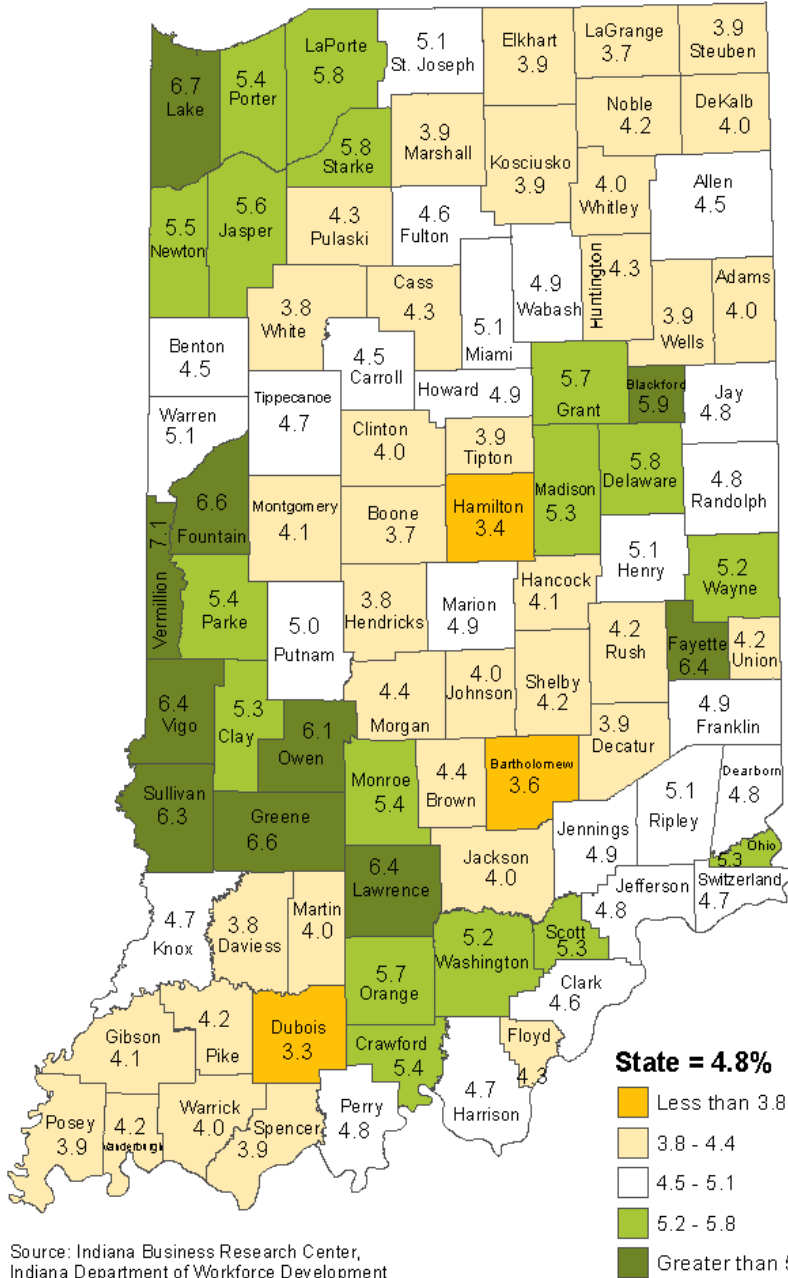 3.9
Steuben
LaGrange
3.7
Elkhart
3.9
5.1
St. Joseph
LaPorte
5.8
5.4
Porter
6.7
Lake
Noble
4.2
DeKalb
4.0
3.9
Marshall
5.8
Starke
Kosciusko
3.9
4.0
Whitley
Allen
4.5
5.5
Newton
5.6
Jasper
4.3
Pulaski
4.6
Fulton
4.9
Wabash
Huntington
4.3
Adams
4.0
3.9
Wells
Cass
4.3
3.8
White
5.1
Miami
Benton
4.5
4.5
Carroll
Howard 4.9
5.7
Grant
Blackford
5.9
Jay
4.8
Warren
5.1
Tippecanoe
4.7
Clinton
4.0
3.9
Tipton
Madison
5.3
5.8
Delaware
4.8
Randolph
6.6
Fountain
7.1
Vermillion
Montgomery
4.1
Boone
3.7
Hamilton
3.4
5.1
Henry
5.2
Wayne
Hancock
4.1
5.4
Parke
5.0
Putnam
3.8
Hendricks
Marion
4.9
4.2
Rush
Fayette
6.4
4.2
Union
6.4
Vigo
5.3
Clay
6.1
Owen
4.4
Morgan
4.0
Johnson
Shelby
4.2
3.9
Decatur
4.9
Franklin
Sullivan
6.3
Greene
6.6
Monroe
5.4
4.4
Brown
Bartholomew
3.6
5.1
Ripley
Dearborn
4.8
Jennings
4.9
Ohio
5.3
Switzerland
4.7
Jefferson
4.8
Jackson
4.0
6.4
Lawrence
4.7
Knox
3.8
Daviess
Martin
4.0
5.7
Orange
5.2
Washington
Scott
5.3
Clark
4.6
Gibson
4.1
4.2
Pike
Dubois
3.3
Crawford
5.4
Floyd
4.3
4.7
Harrison
Posey
3.9
4.2
Vanderburgh
Warrick
4.0
Spencer
3.9
Perry
4.8
State = 4.8%
Less than 3.8
3.8 - 4.4
4.5 - 5.1
5.2 - 5.8
Greater than
Source: Indiana Business Research Center,
Indiana Department of Workforce Development